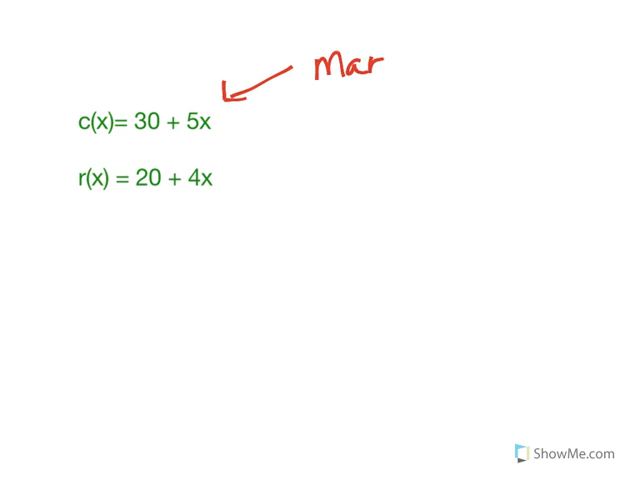 Mar
c(x)= 30 + 5x
r(x) = 20 + 4x
ShowMe.com